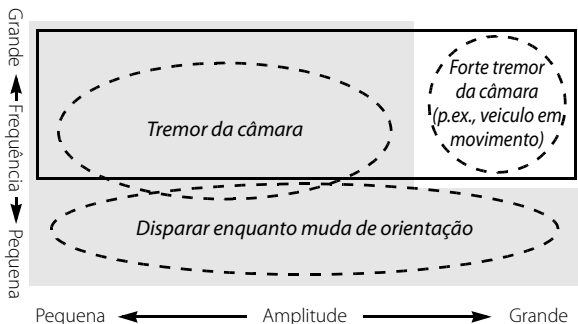 Grande
Frequência
Pequena
Tremor da câmara
Forte tremor
da câmara
(p.ex., veiculo em
movimento)
Disparar enquanto muda de orientação
Pequena
Amplitude
Grande